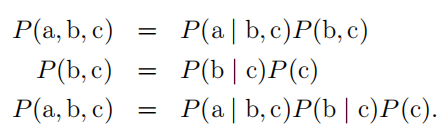 P(a, b, c) = P(a | b, c)P(b, c)
P(b, c) = P(b | c)P(c)
P(a, b, c) = P(a | b, c)P(b | c)P(c).